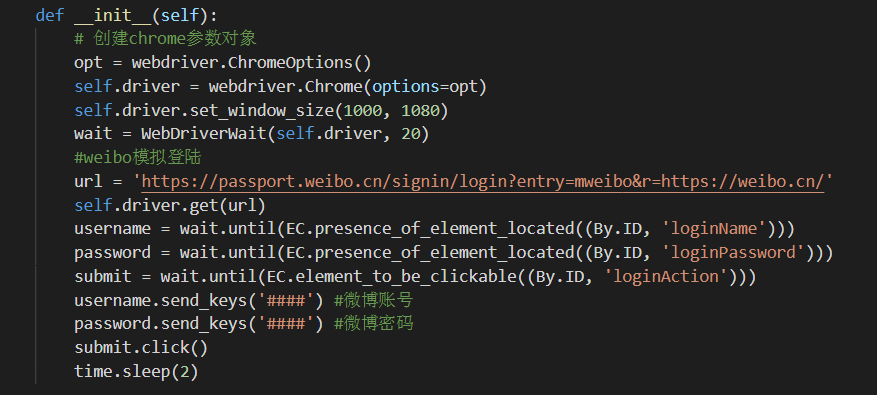 def __init__(self):
# 创建chrome参数对象
opt = webdriver.ChromeOptions()
self.driver = webdriver.Chrome(options=opt)
self.driver.set_window_size(1000, 1080)
wait = WebDriverWait(self.driver, 20)
#weibo模拟登陆
url = 'https://passport.weibo.cn/signin/login?entry=mweibo&r=https://weibo.cn/'
self.driver.get(url)
username = wait.until(EC.presence_of_element_located((By.ID, 'loginName')))
password = wait.until(EC.presence_of_element_located((By.ID, 'loginPassword')))
submit = wait.until(EC.element_to_be_clickable((By.ID, 'loginAction')))
username.send_keys('####') #微博账号
password.send_keys('####') #微博密码
submit.click()
time.sleep(2)